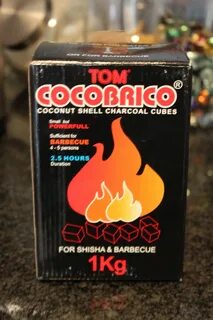 TOM
COCOBRICO®
COCONUT SHELL CHARCOAL CUBES
Small but
POWERFULL
Sufficient for
BARBECUE
4 - 6 persons
2.5 HOURS
Duration
FOR SHISHA & BARBECUE
1Kg